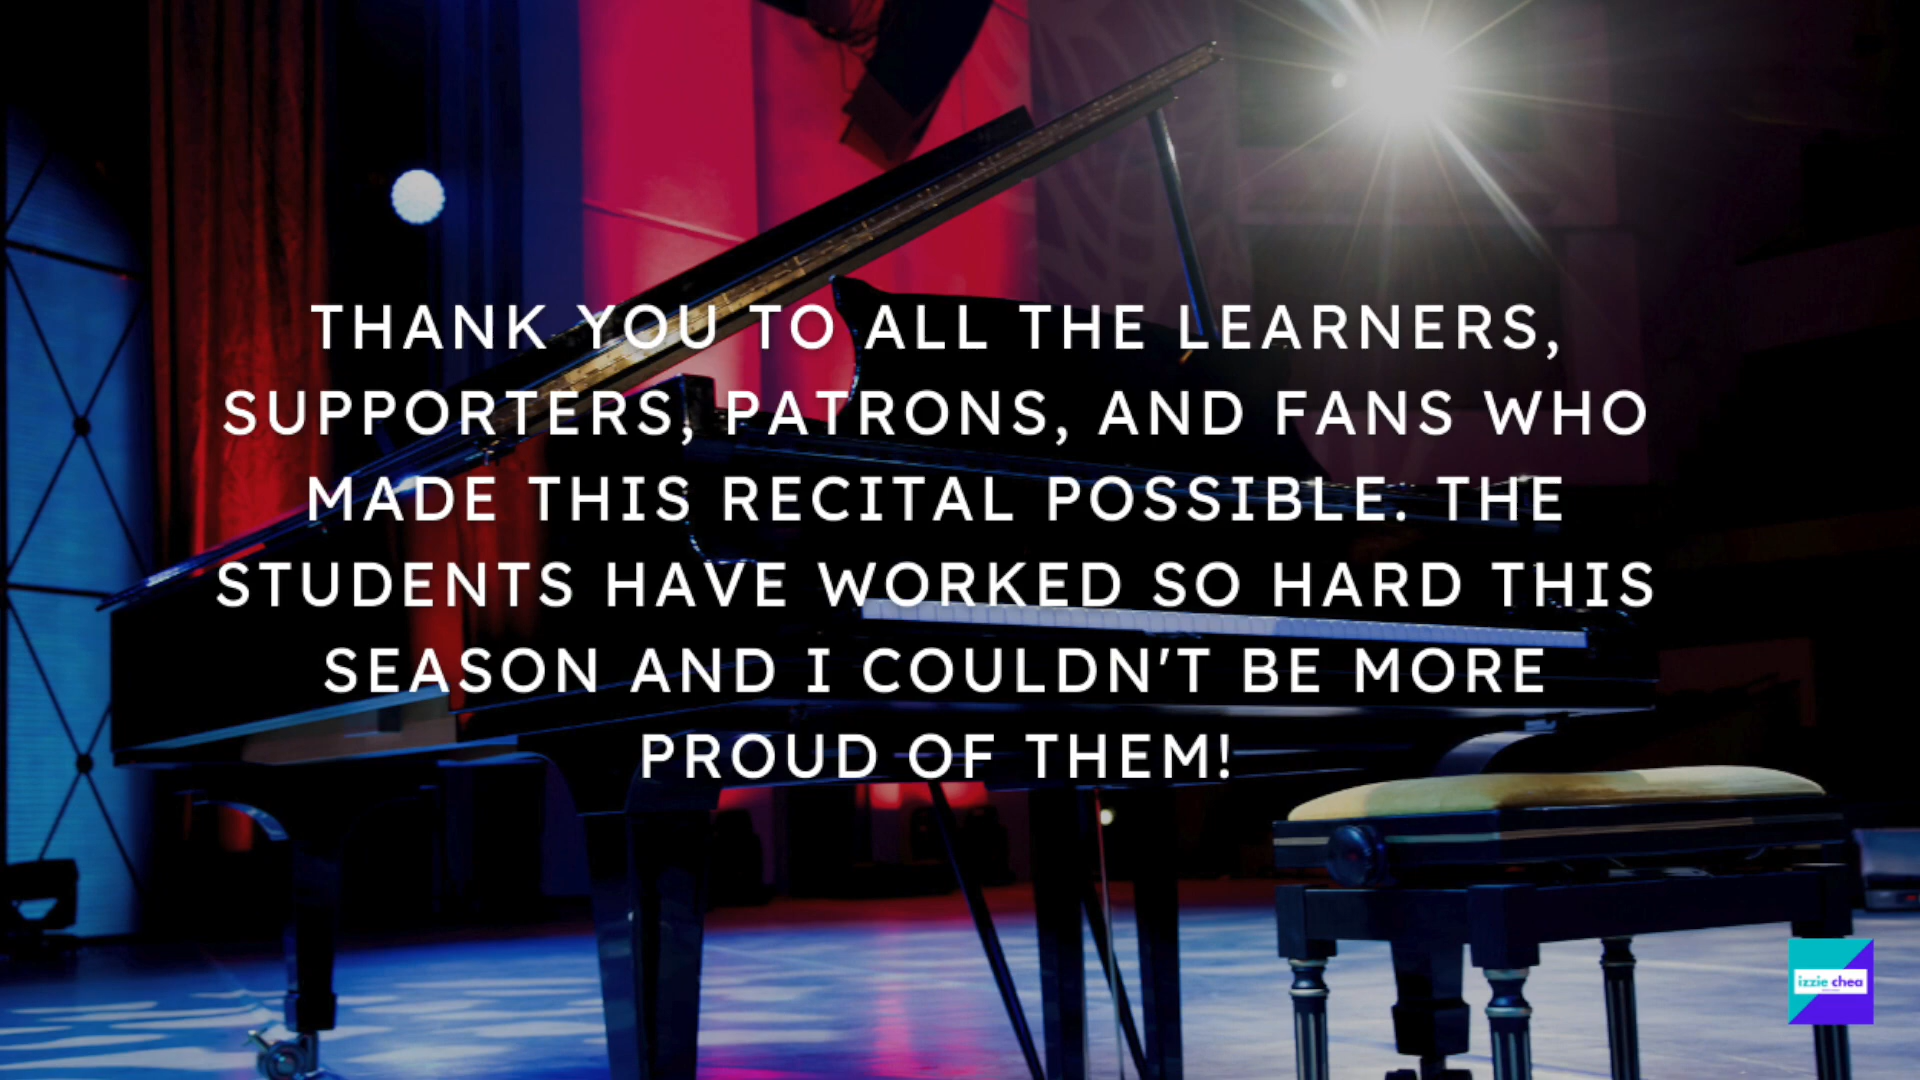 THANK YOU TO ALL THE LEARNERS,
SUPPORTERS, PATRONS, AND FANS WHO
MADE THIS RECITAL POSSIBLE. THE
STUDENTS HAVE WORKED SO HARD THIS
SEASON AND I COULDN'T BE MORE
PROUD OF THEM!
izzie chea